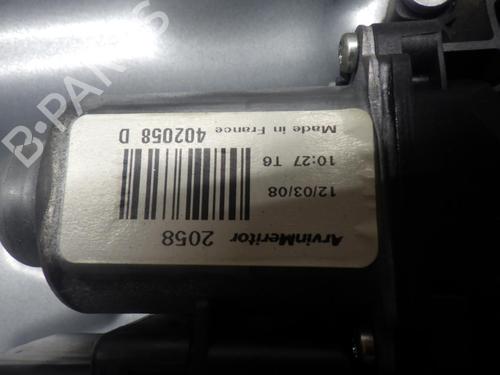 ArvinMeritor
2058
12/03/08
10:27 T6
402058 D
Made in France
B-PARTS